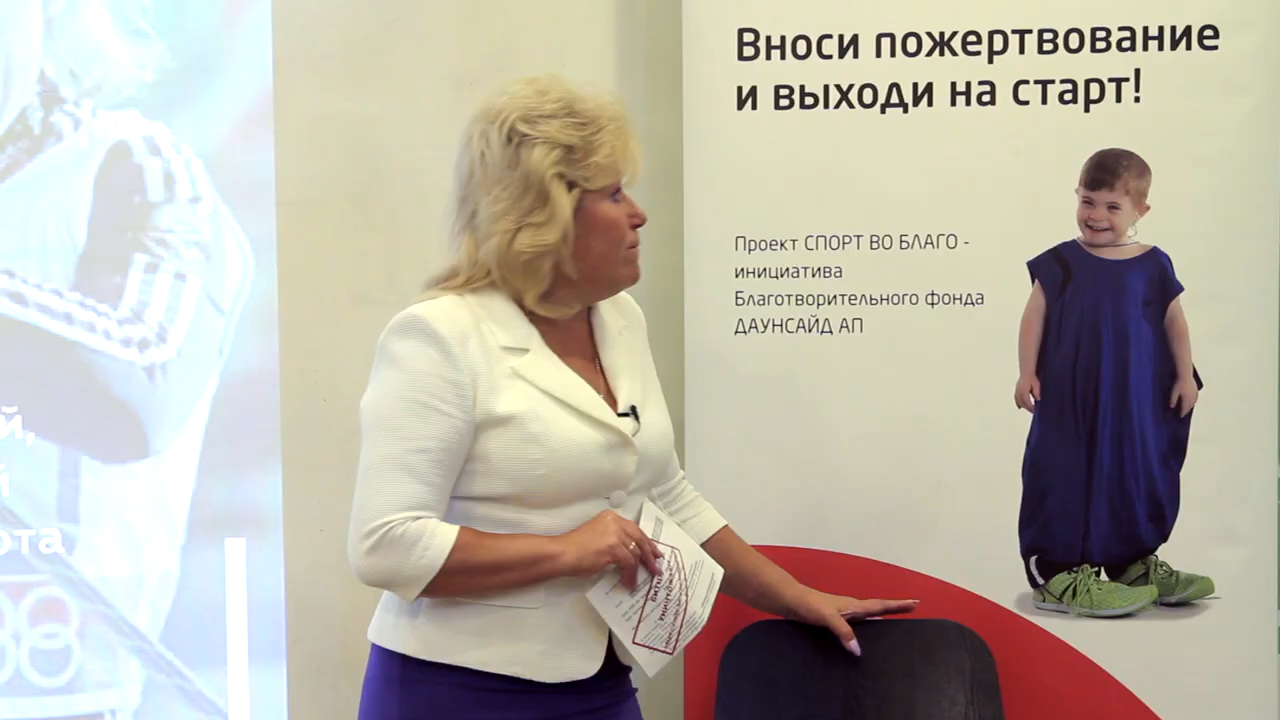 Вноси пожертвование
и выходи на старт!
Проект СПОРТ ВО БЛАГО -
инициатива
Благотворительного фонда
ДАУНСАЙД АП